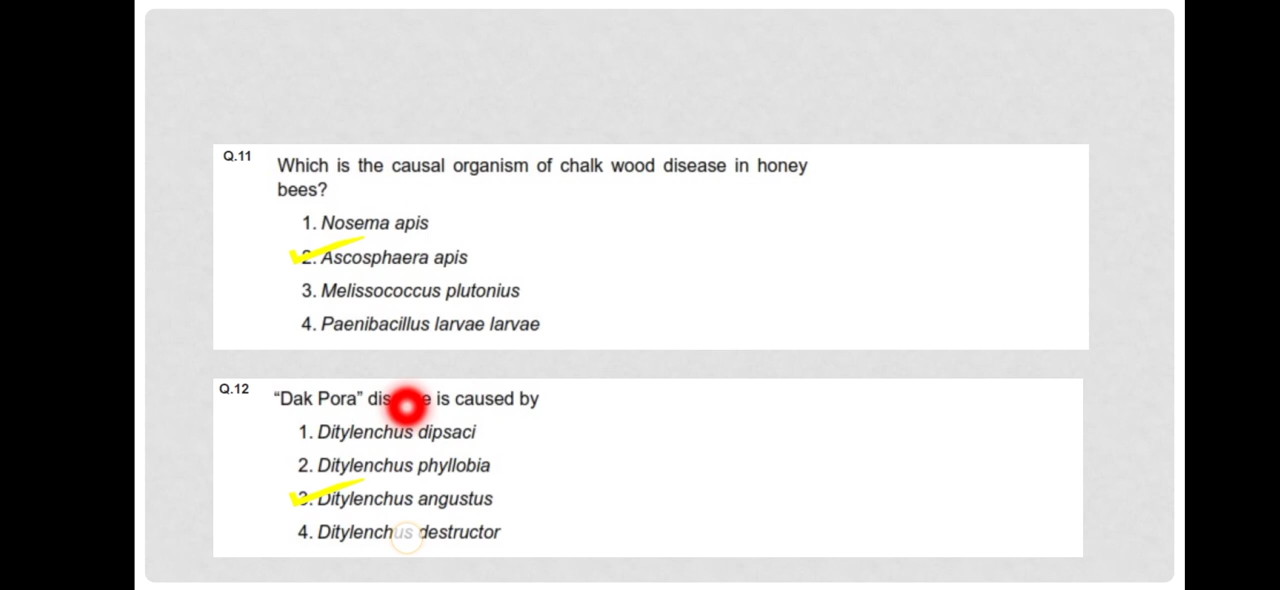 Q.11
Which is the causal organism of chalk wood disease in honey
bees?
1. Nosema apis
2. Ascosphaera apis
3. Melissococcus plutonius
4. Paenibacillus larvae larvae
Q.12
“Dak Pora” is caused by
1. Ditylenchus dipsaci
2. Ditylenchus phyllobia
3. Ditylenchus angustus
4. Ditylenchus destructor